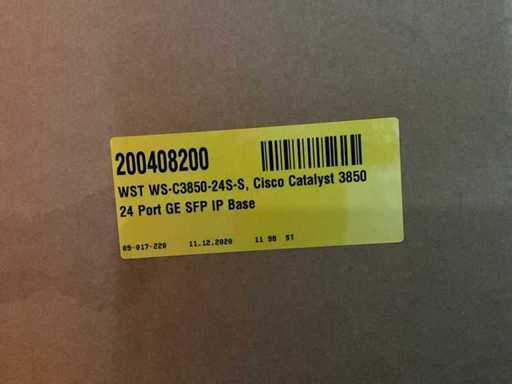 200408200
WST WS-C3850-24S-S, Cisco Catalyst 3850
24 Port GE SFP IP Base
09-017-220 11.12.2020 11 98 ST